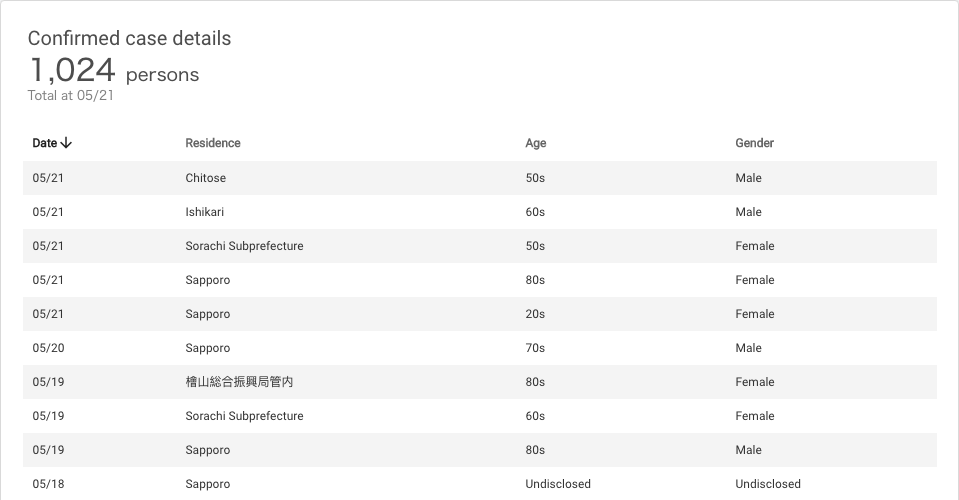 Confirmed case details
1,024 persons
Total at 05/21
Date↓ Residence Age Gender
05/21 Chitose 50s Male
05/21 Ishikari 60s Male
05/21 Sorachi Subprefecture 50s Female
05/21 Sapporo 80s Female
05/21 Sapporo 20s Female
05/20 Sapporo 70s Male
05/19 檜山総合振興局管内 80s Female
05/19 Sorachi Subprefecture 60s Female
05/19 Sapporo 80s Male
05/18 Sapporo Undisclosed Undisclosed